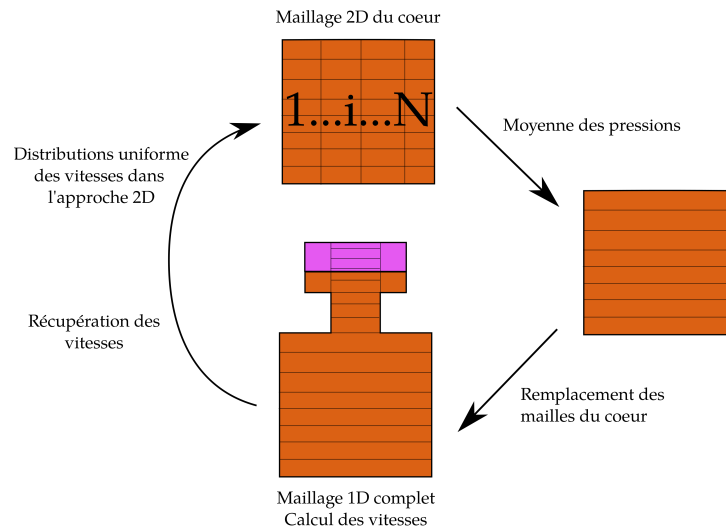 Maillage 2D du coeur
1...i...N
Moyenne des pressions
Distributions uniforme
des vitesses dans
l'approche 2D
Récupération des
vitesses
Remplacement des
mailles du coeur
Maillage 1D complet
Calcul des vitesses